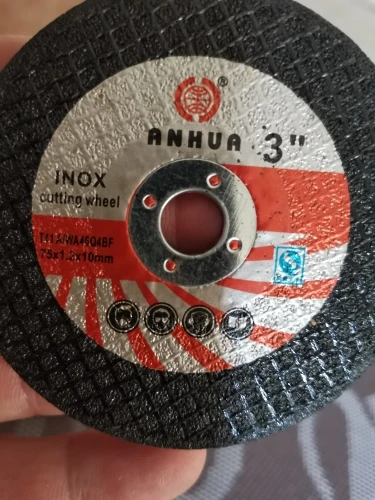 ®
ANHUA 3"
INOX
cutting wheel
T41A/WA46Q4BF
75x1.2x10mm